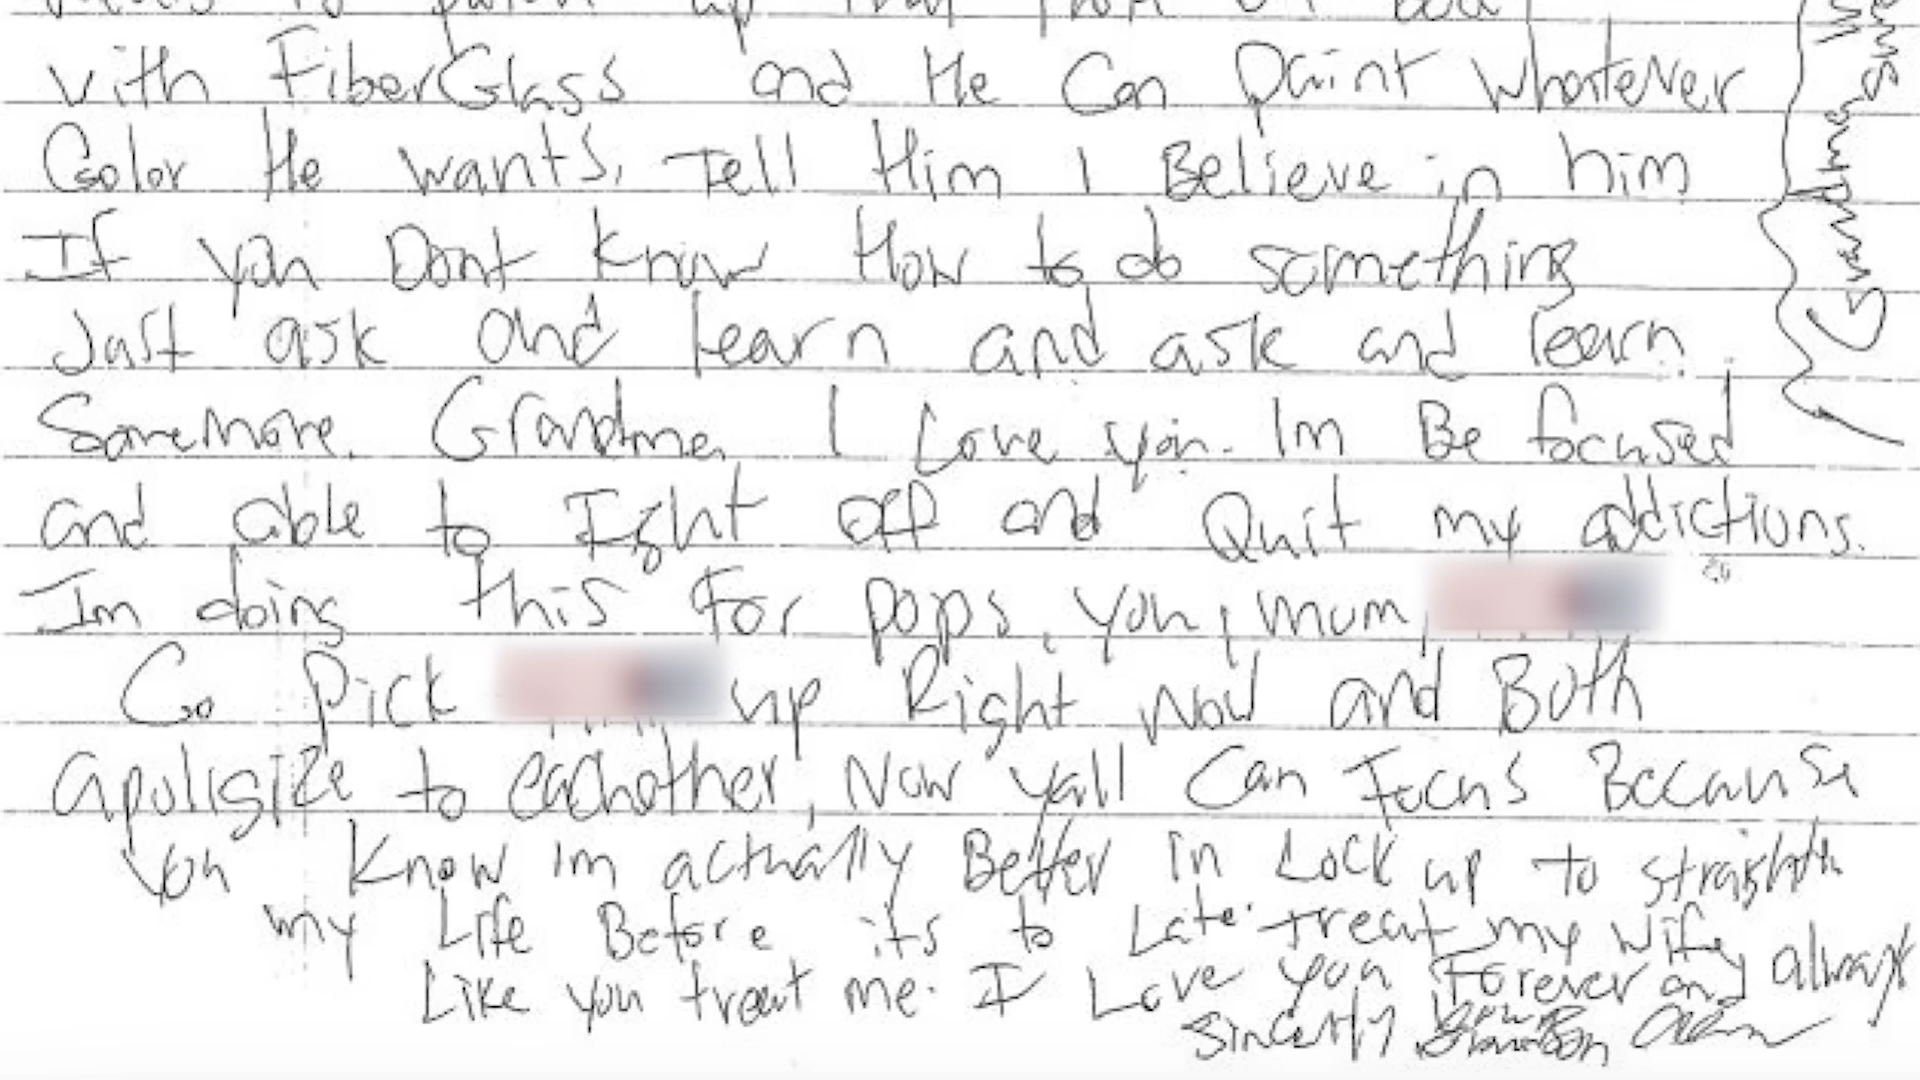 up that
with FiberGlass and He Can paint whatever
Color He wants. Tell Him I Believe in him
If you Dont Know How to do something
Just ask and learn and ask and learn
Somemore. Grandma I Love you. Im Be focused
and able to Fight off and Quit my addictions.
Im doing this For pops, you, mum,
Go Pick up Right Now and Both
apoligize to eachother, Now yall Can Focus Because
you Know im actually Better in Lock up to
my Life Before its to Late. Treat my wife
Like you treat me. I Love you Forever and always
Sincerly